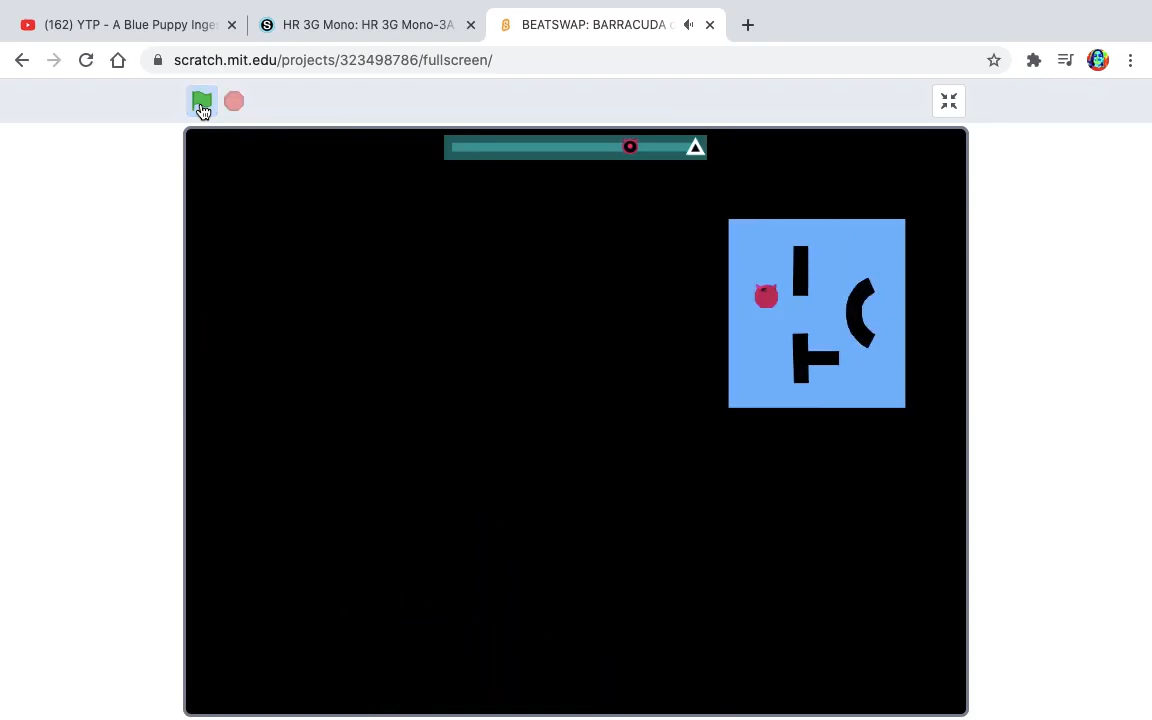 (162) YTP - A Blue Puppy Inges
HR 3G Mono: HR 3G Mono-3A
BEATSWAP: BARRACUDA
scratch.mit.edu/projects/323498786/fullscreen/